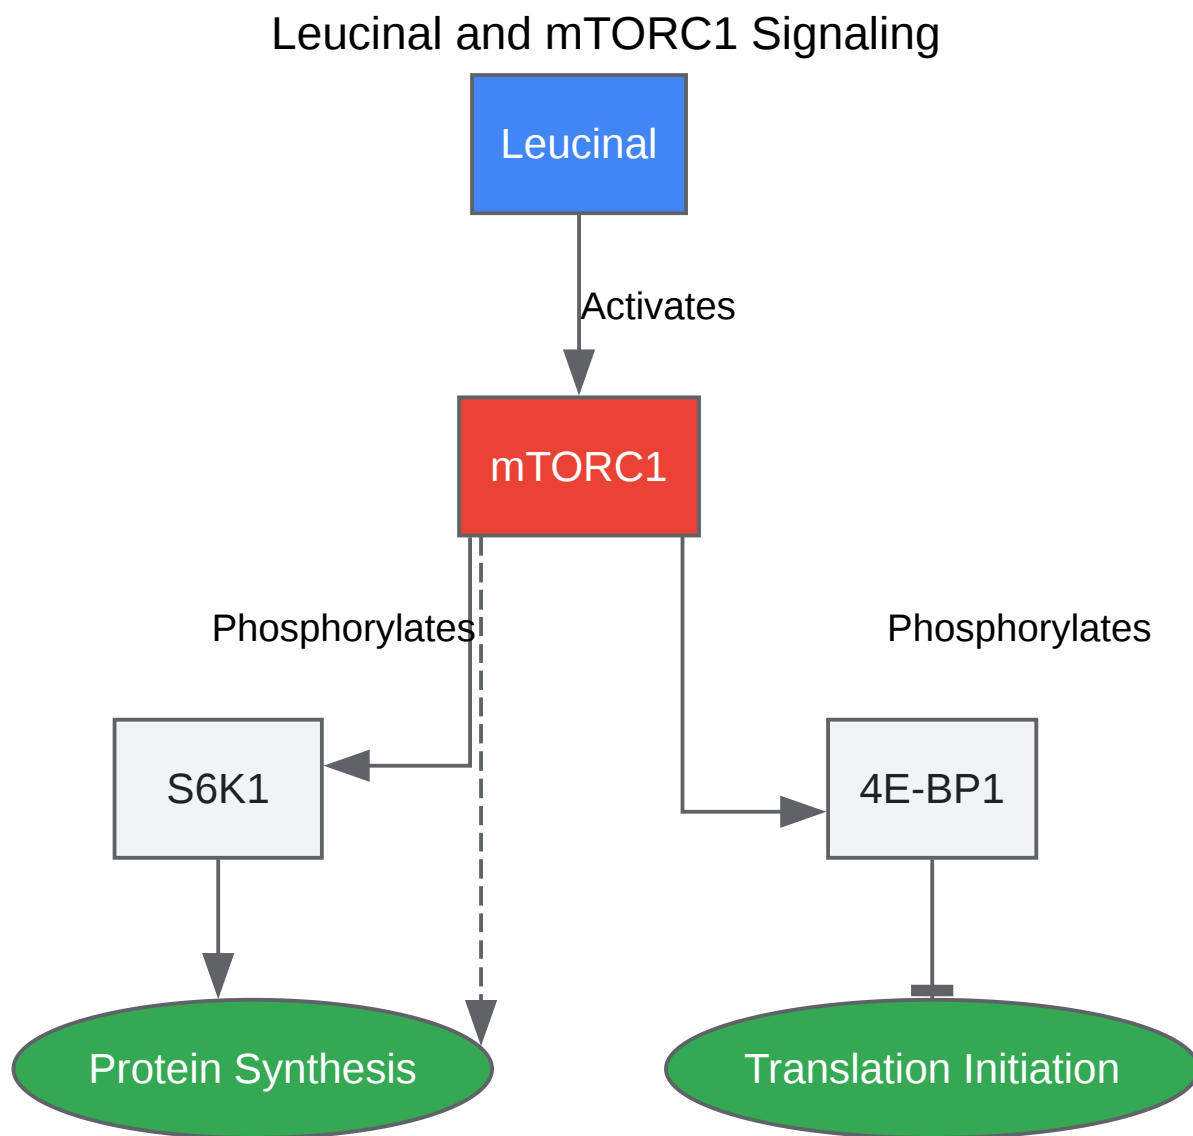 Leucinal and mTORC1 Signaling
Leucinal
Activates
mTORC1
Phosphorylates
Phosphorylates
S6K1
4E-BP1
Protein Synthesis
Translation Initiation